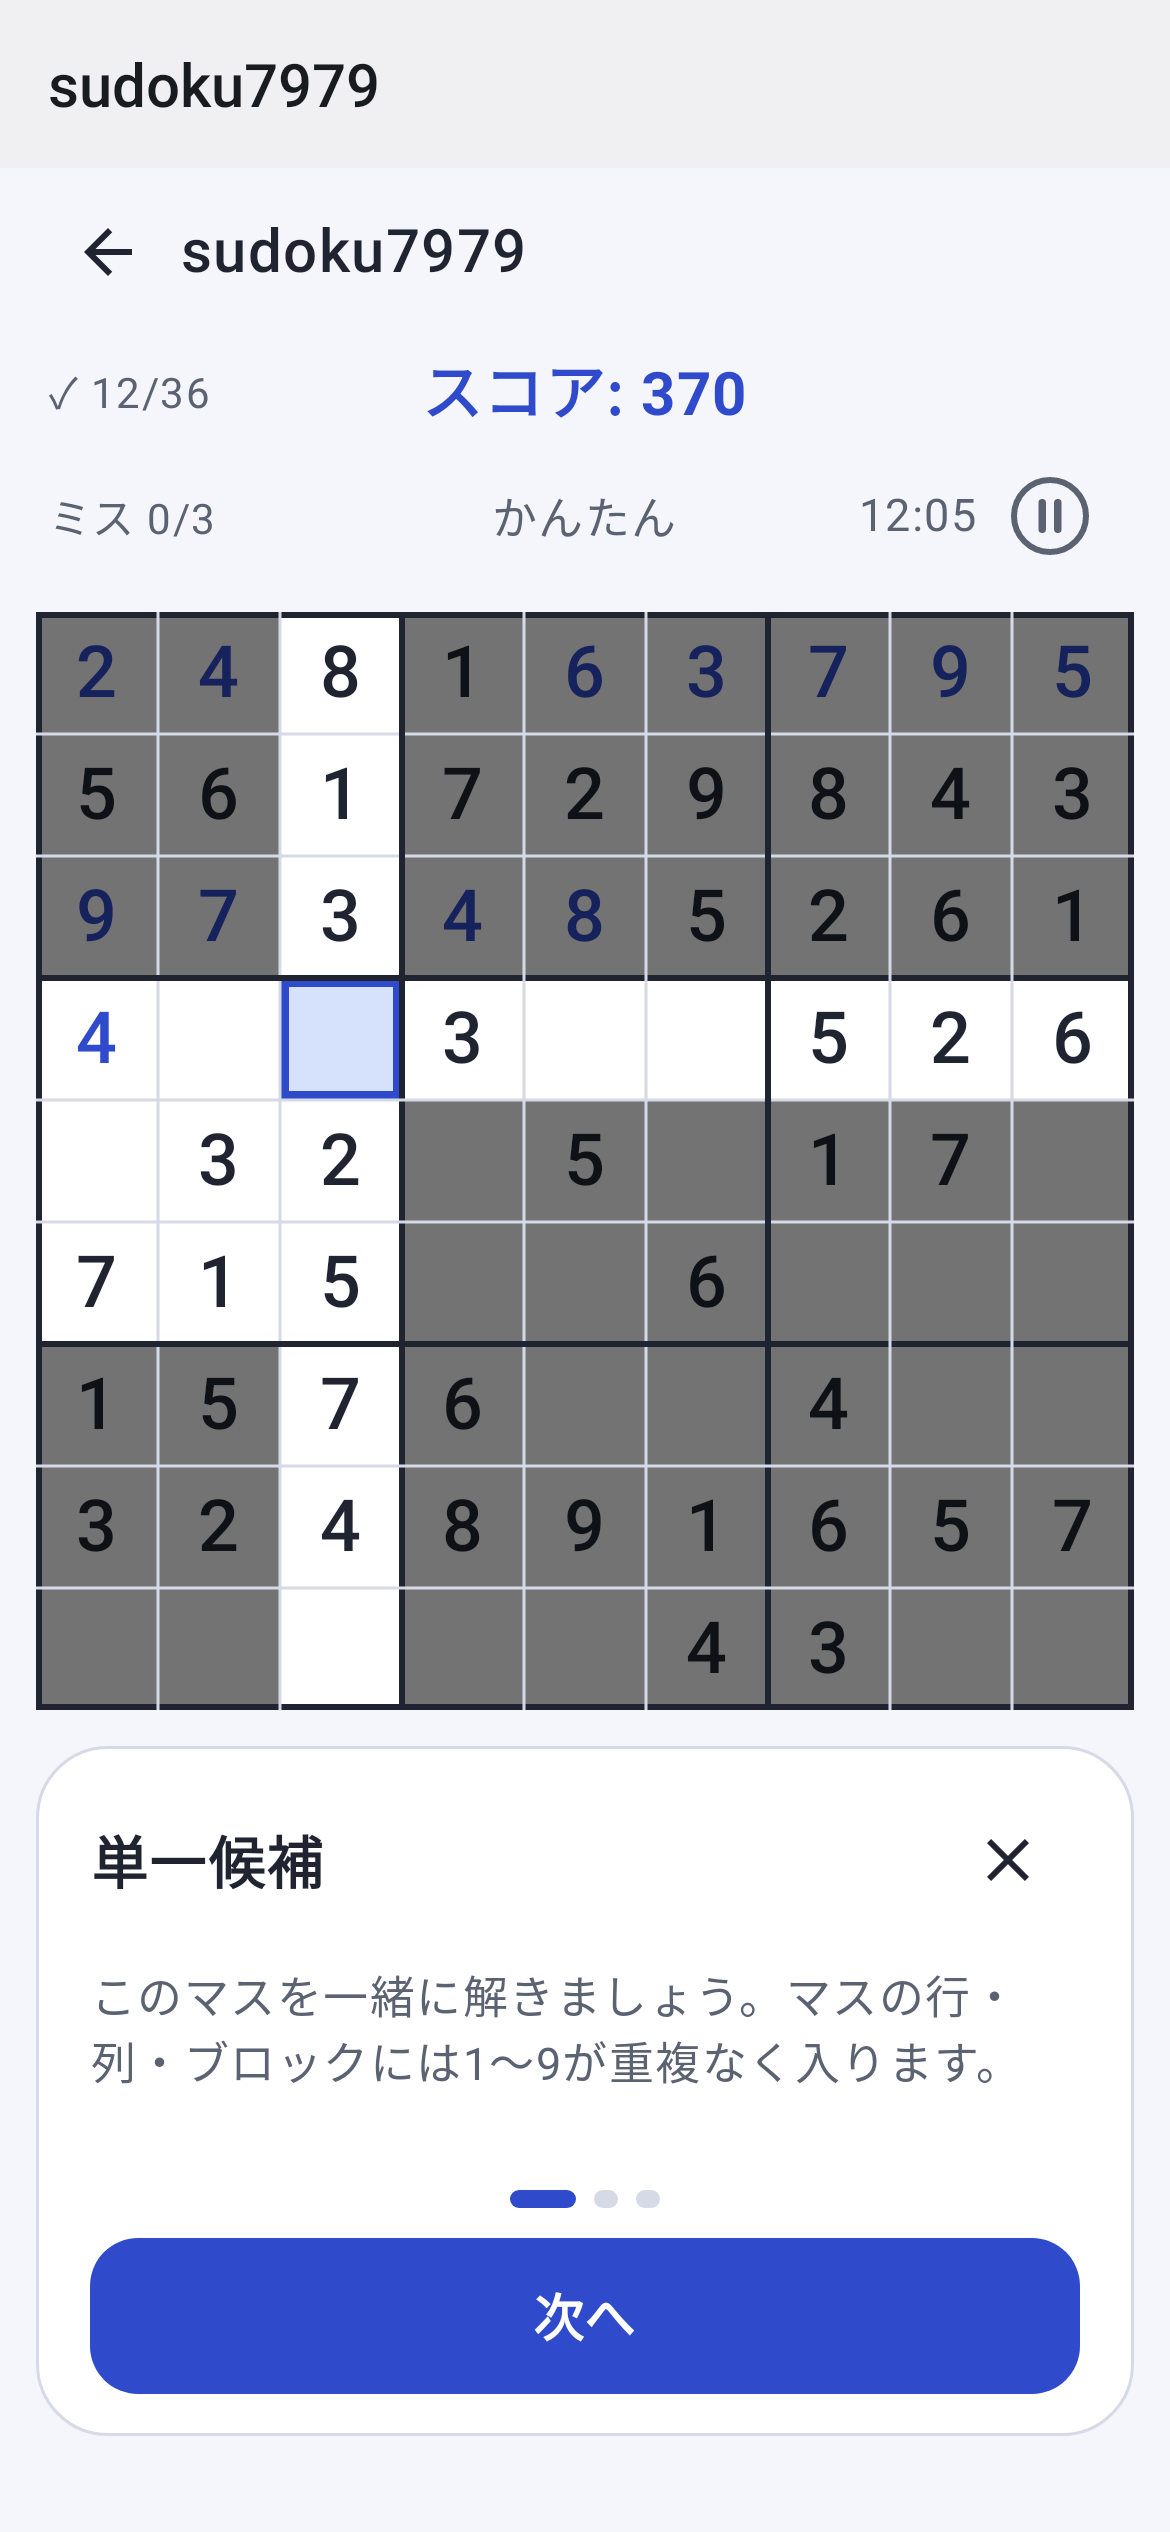 sudoku7979
← sudoku7979
✓ 12/36 スコア: 370
ミス 0/3 かんたん 12:05
2 4 8 1 6 3 7 9 5
5 6 1 7 2 9 8 4 3
9 7 3 4 8 5 2 6 1
4 3 5 2 6
3 2 5 1 7
7 1 5 6
1 5 7 6 4
3 2 4 8 9 1 6 5 7
4 3
単一候補
このマスを一緒に解きましょう。マスの行・
列・ブロックには1〜9が重複なく入ります。
次へ